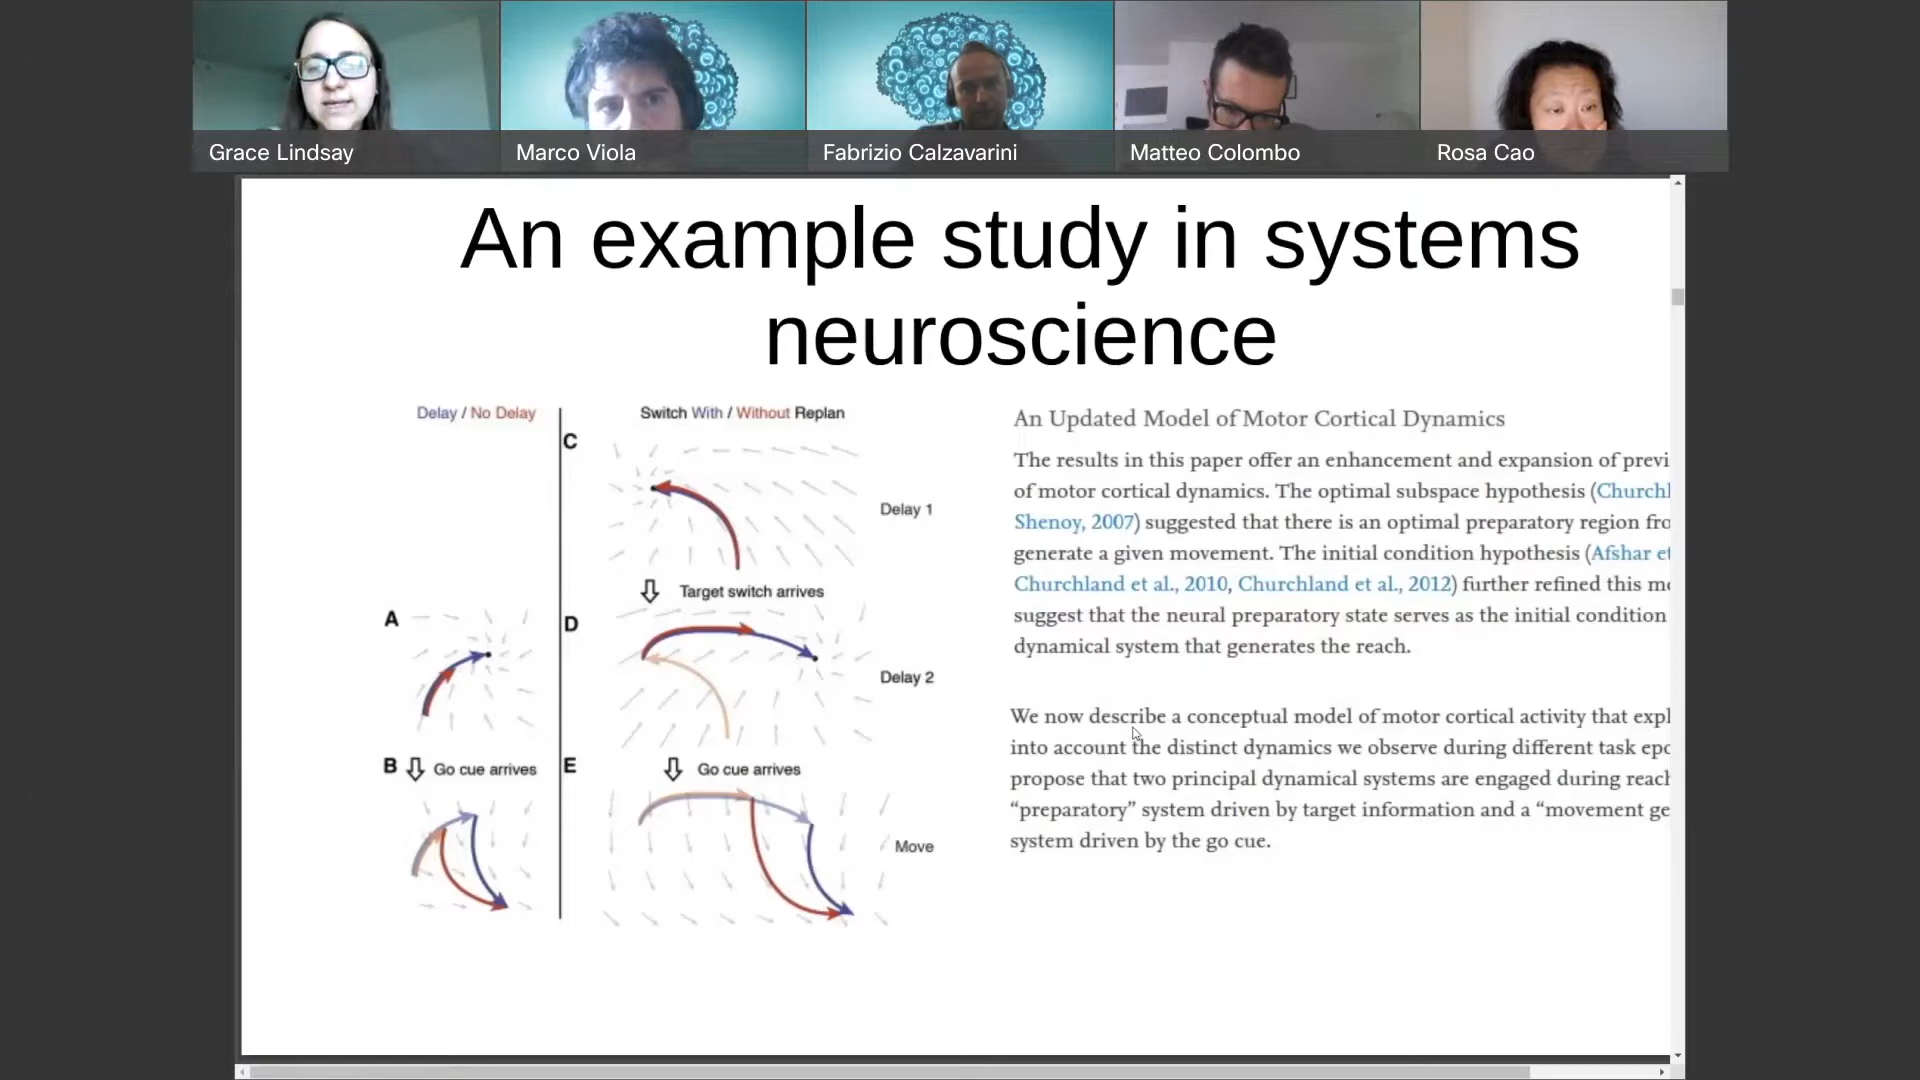 Grace Lindsay
Marco Viola
Fabrizio Calzavarini
Matteo Colombo
Rosa Cao
An example study in systems
neuroscience
Delay / No Delay
Switch With / Without Replan
C
Delay 1
Target switch arrives
A
D
Delay 2
B
Go cue arrives
E
Go cue arrives
Move
An Updated Model of Motor Cortical Dynamics
The results in this paper offer an enhancement and expansion of previ
of motor cortical dynamics. The optimal subspace hypothesis (Churchl
Shenoy, 2007) suggested that there is an optimal preparatory region fro
generate a given movement. The initial condition hypothesis (Afshar et
Churchland et al., 2010, Churchland et al., 2012) further refined this mo
suggest that the neural preparatory state serves as the initial condition
dynamical system that generates the reach.
We now describe a conceptual model of motor cortical activity that expl
into account the distinct dynamics we observe during different task epo
propose that two principal dynamical systems are engaged during reach
“preparatory” system driven by target information and a “movement ge
system driven by the go cue.